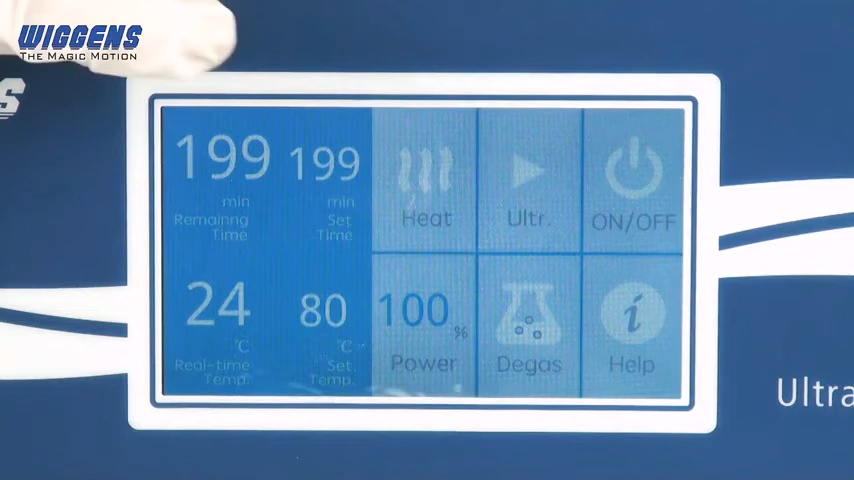 WIGGENS
THE MAGIC MOTION
S
199
min
Remaining
Time
199
min
Set
Time
Heat
Ultr.
ON/OFF
24
°C
Real-time
Temp.
80
°C
Set
Temp.
100
%
Power
Degas
i
Help
Ultra